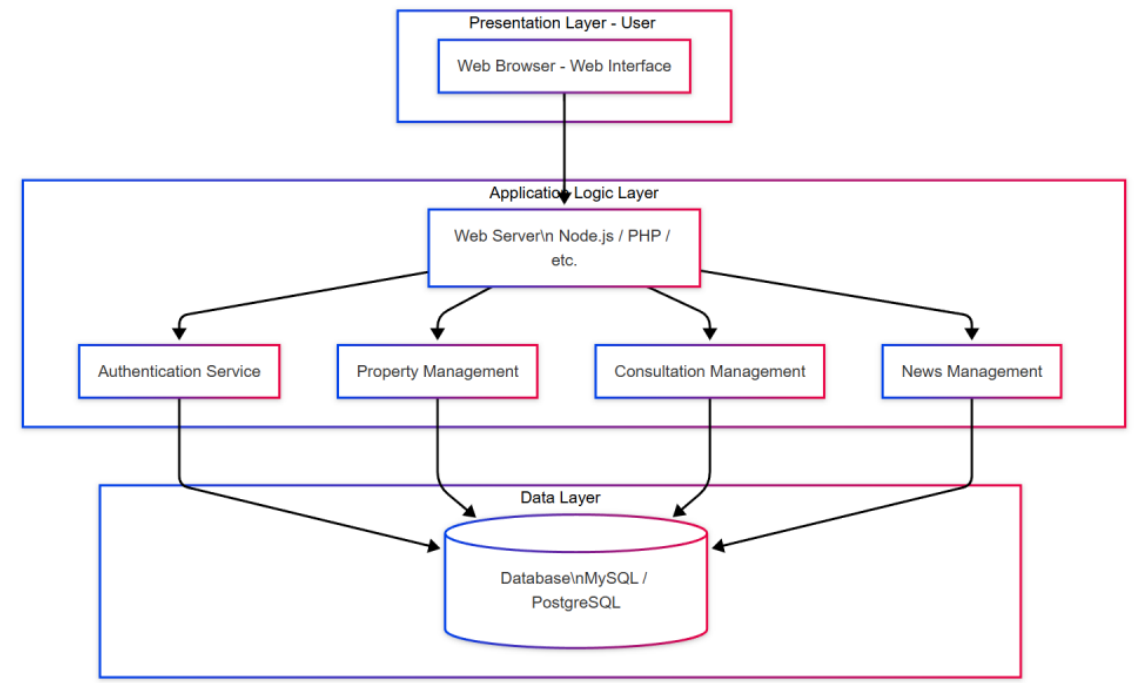 Presentation Layer - User
Web Browser - Web Interface
Application Logic Layer
Web Server\n Node.js / PHP /
etc.
Authentication Service
Property Management
Consultation Management
News Management
Data Layer
Database\nMySQL /
PostgreSQL